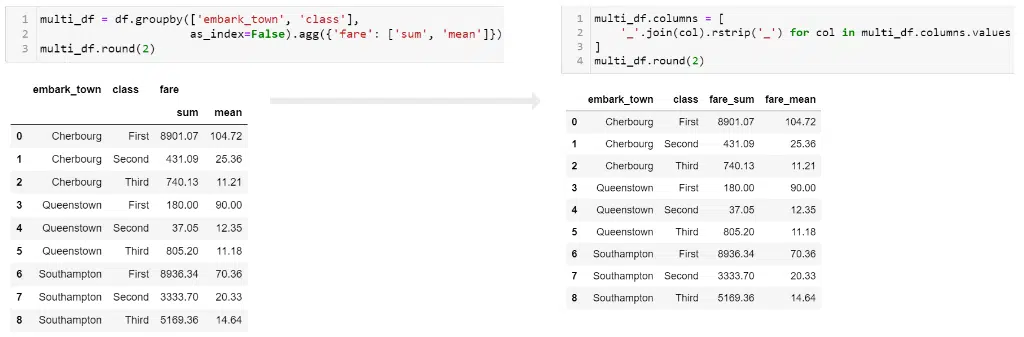 1 multi_df = df.groupby(['embark_town', 'class'],
2 as_index=False).agg({'fare': ['sum', 'mean']})
3 multi_df.round(2)
embark_town class fare
sum mean
0 Cherbourg First 8901.07 104.72
1 Cherbourg Second 431.09 25.36
2 Cherbourg Third 740.13 11.21
3 Queenstown First 180.00 90.00
4 Queenstown Second 37.05 12.35
5 Queenstown Third 805.20 11.18
6 Southampton First 8936.34 70.36
7 Southampton Second 3333.70 20.33
8 Southampton Third 5169.36 14.64
1 multi_df.columns = [
2 '_'.join(col).rstrip('_') for col in multi_df.columns.values
3 ]
4 multi_df.round(2)
embark_town class fare_sum fare_mean
0 Cherbourg First 8901.07 104.72
1 Cherbourg Second 431.09 25.36
2 Cherbourg Third 740.13 11.21
3 Queenstown First 180.00 90.00
4 Queenstown Second 37.05 12.35
5 Queenstown Third 805.20 11.18
6 Southampton First 8936.34 70.36
7 Southampton Second 3333.70 20.33
8 Southampton Third 5169.36 14.64